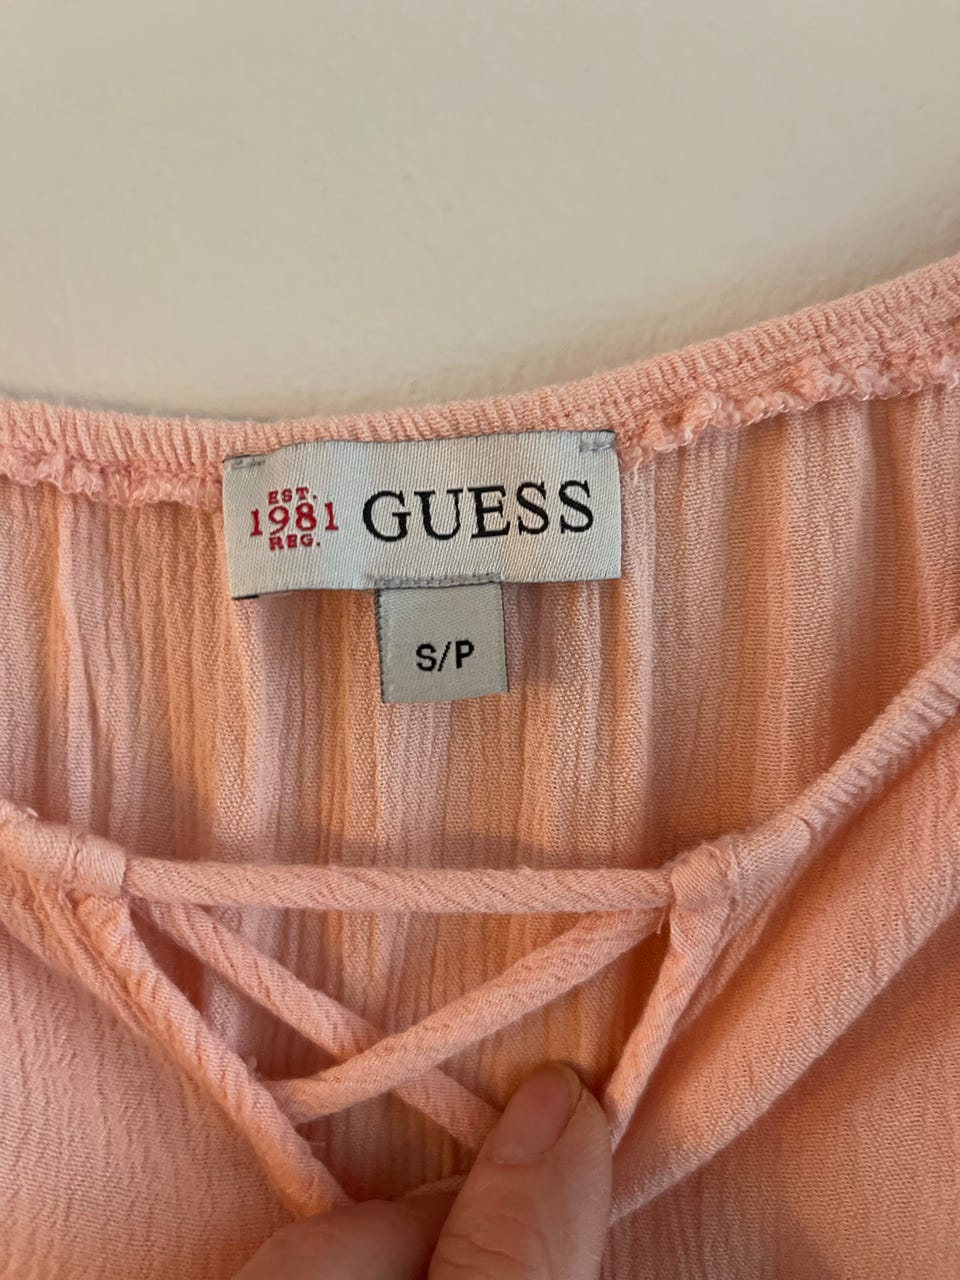 EST.
1981
REG.
GUESS
S/P